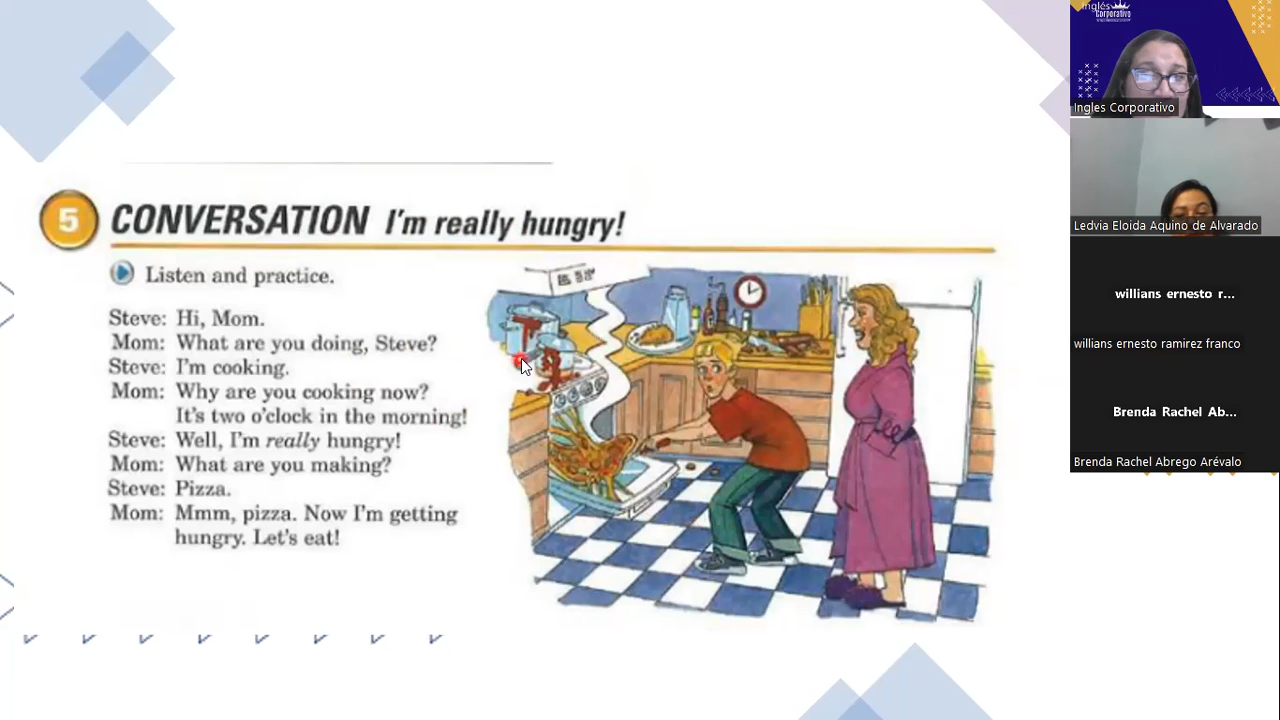 5 CONVERSATION I'm really hungry!
Listen and practice.
Steve: Hi, Mom.
Mom: What are you doing, Steve?
Steve: I'm cooking.
Mom: Why are you cooking now?
It's two o'clock in the morning!
Steve: Well, I'm really hungry!
Mom: What are you making?
Steve: Pizza.
Mom: Mmm, pizza. Now I'm getting
hungry. Let's eat!
Inglés
corporativo
Ingles Corporativo
Ledvia Eloida Aquino de Alvarado
willians ernesto r...
willians ernesto ramirez franco
Brenda Rachel Ab...
Brenda Rachel Abrego Arévalo